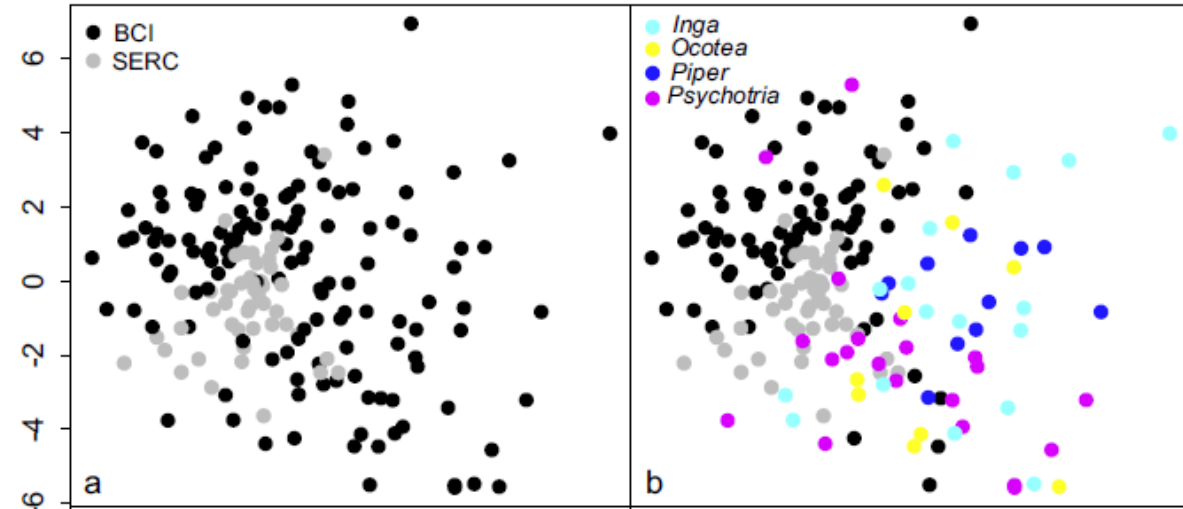 BCI
SERC
Inga
Ocotea
Piper
Psychotria
6
4
2
0
-2
-4
-6
a
b